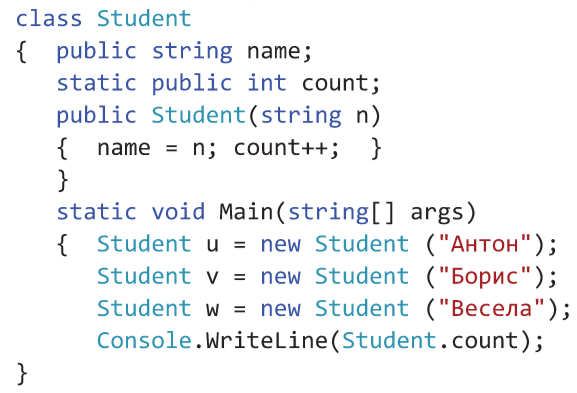 class Student
{  public string name;
   static public int count;
   public Student(string n)
   {  name = n; count++;  }
   }
   static void Main(string[] args)
   {  Student u = new Student ("Антон");
      Student v = new Student ("Борис");
      Student w = new Student ("Весела");
      Console.WriteLine(Student.count);
}